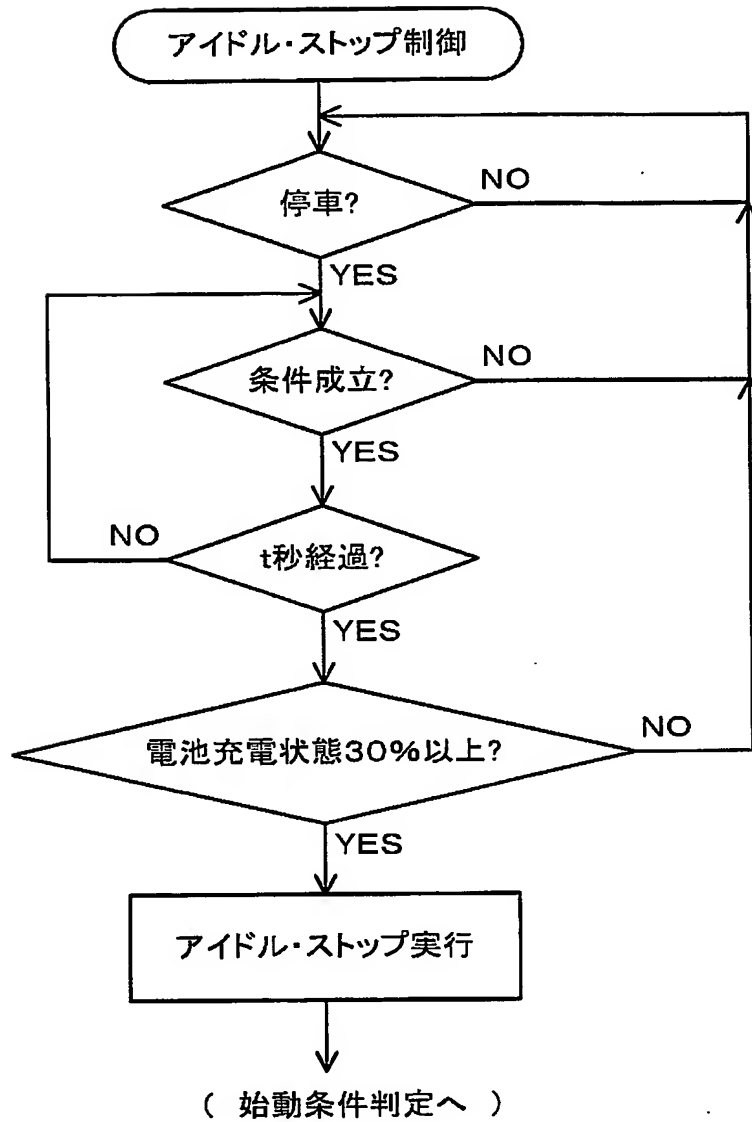 アイドル・ストップ制御
停車?
NO
YES
条件成立?
NO
YES
t秒経過?
NO
YES
電池充電状態30%以上?
NO
YES
アイドル・ストップ実行
( 始動条件判定へ )